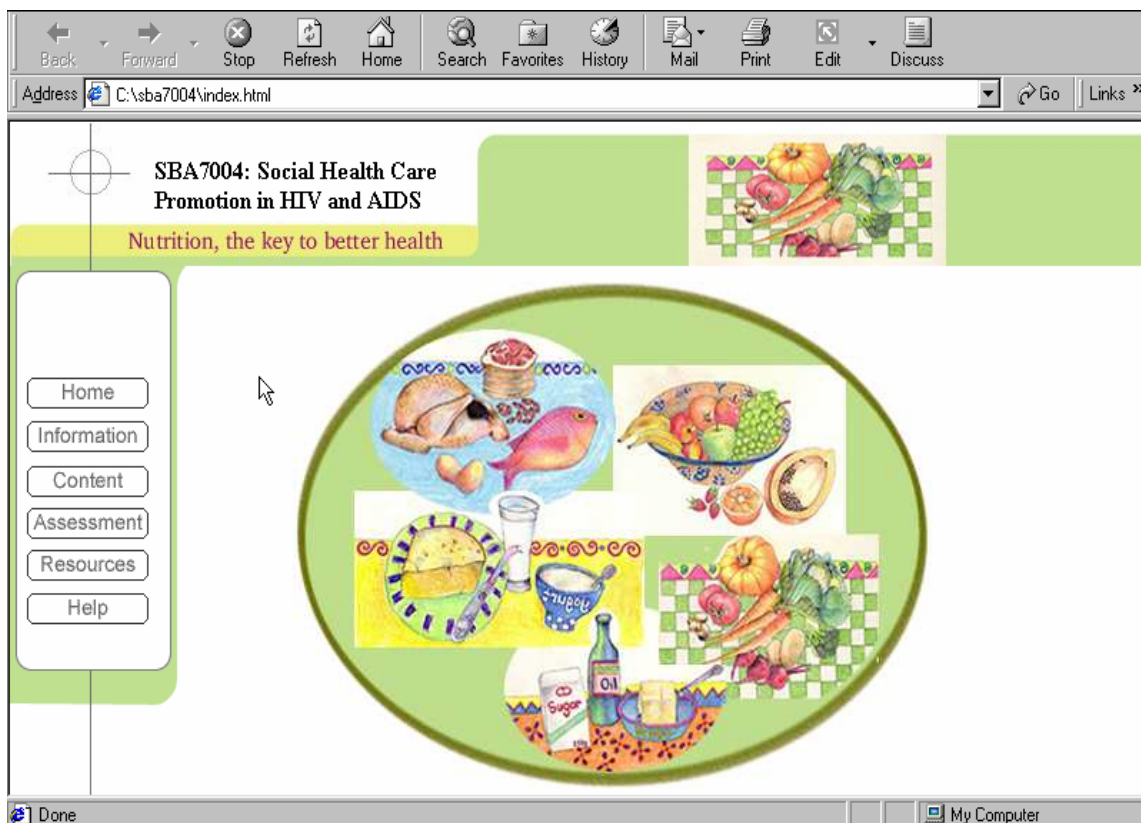 Back Forward Stop Refresh Home Search Favorites History Mail Print Edit Discuss
Address C:\sba7004\index.html Go Links »
SBA7004: Social Health Care
Promotion in HIV and AIDS
Nutrition, the key to better health
Home
Information
Content
Assessment
Resources
Help
Yoghurt
Oil
Sugar
Done My Computer